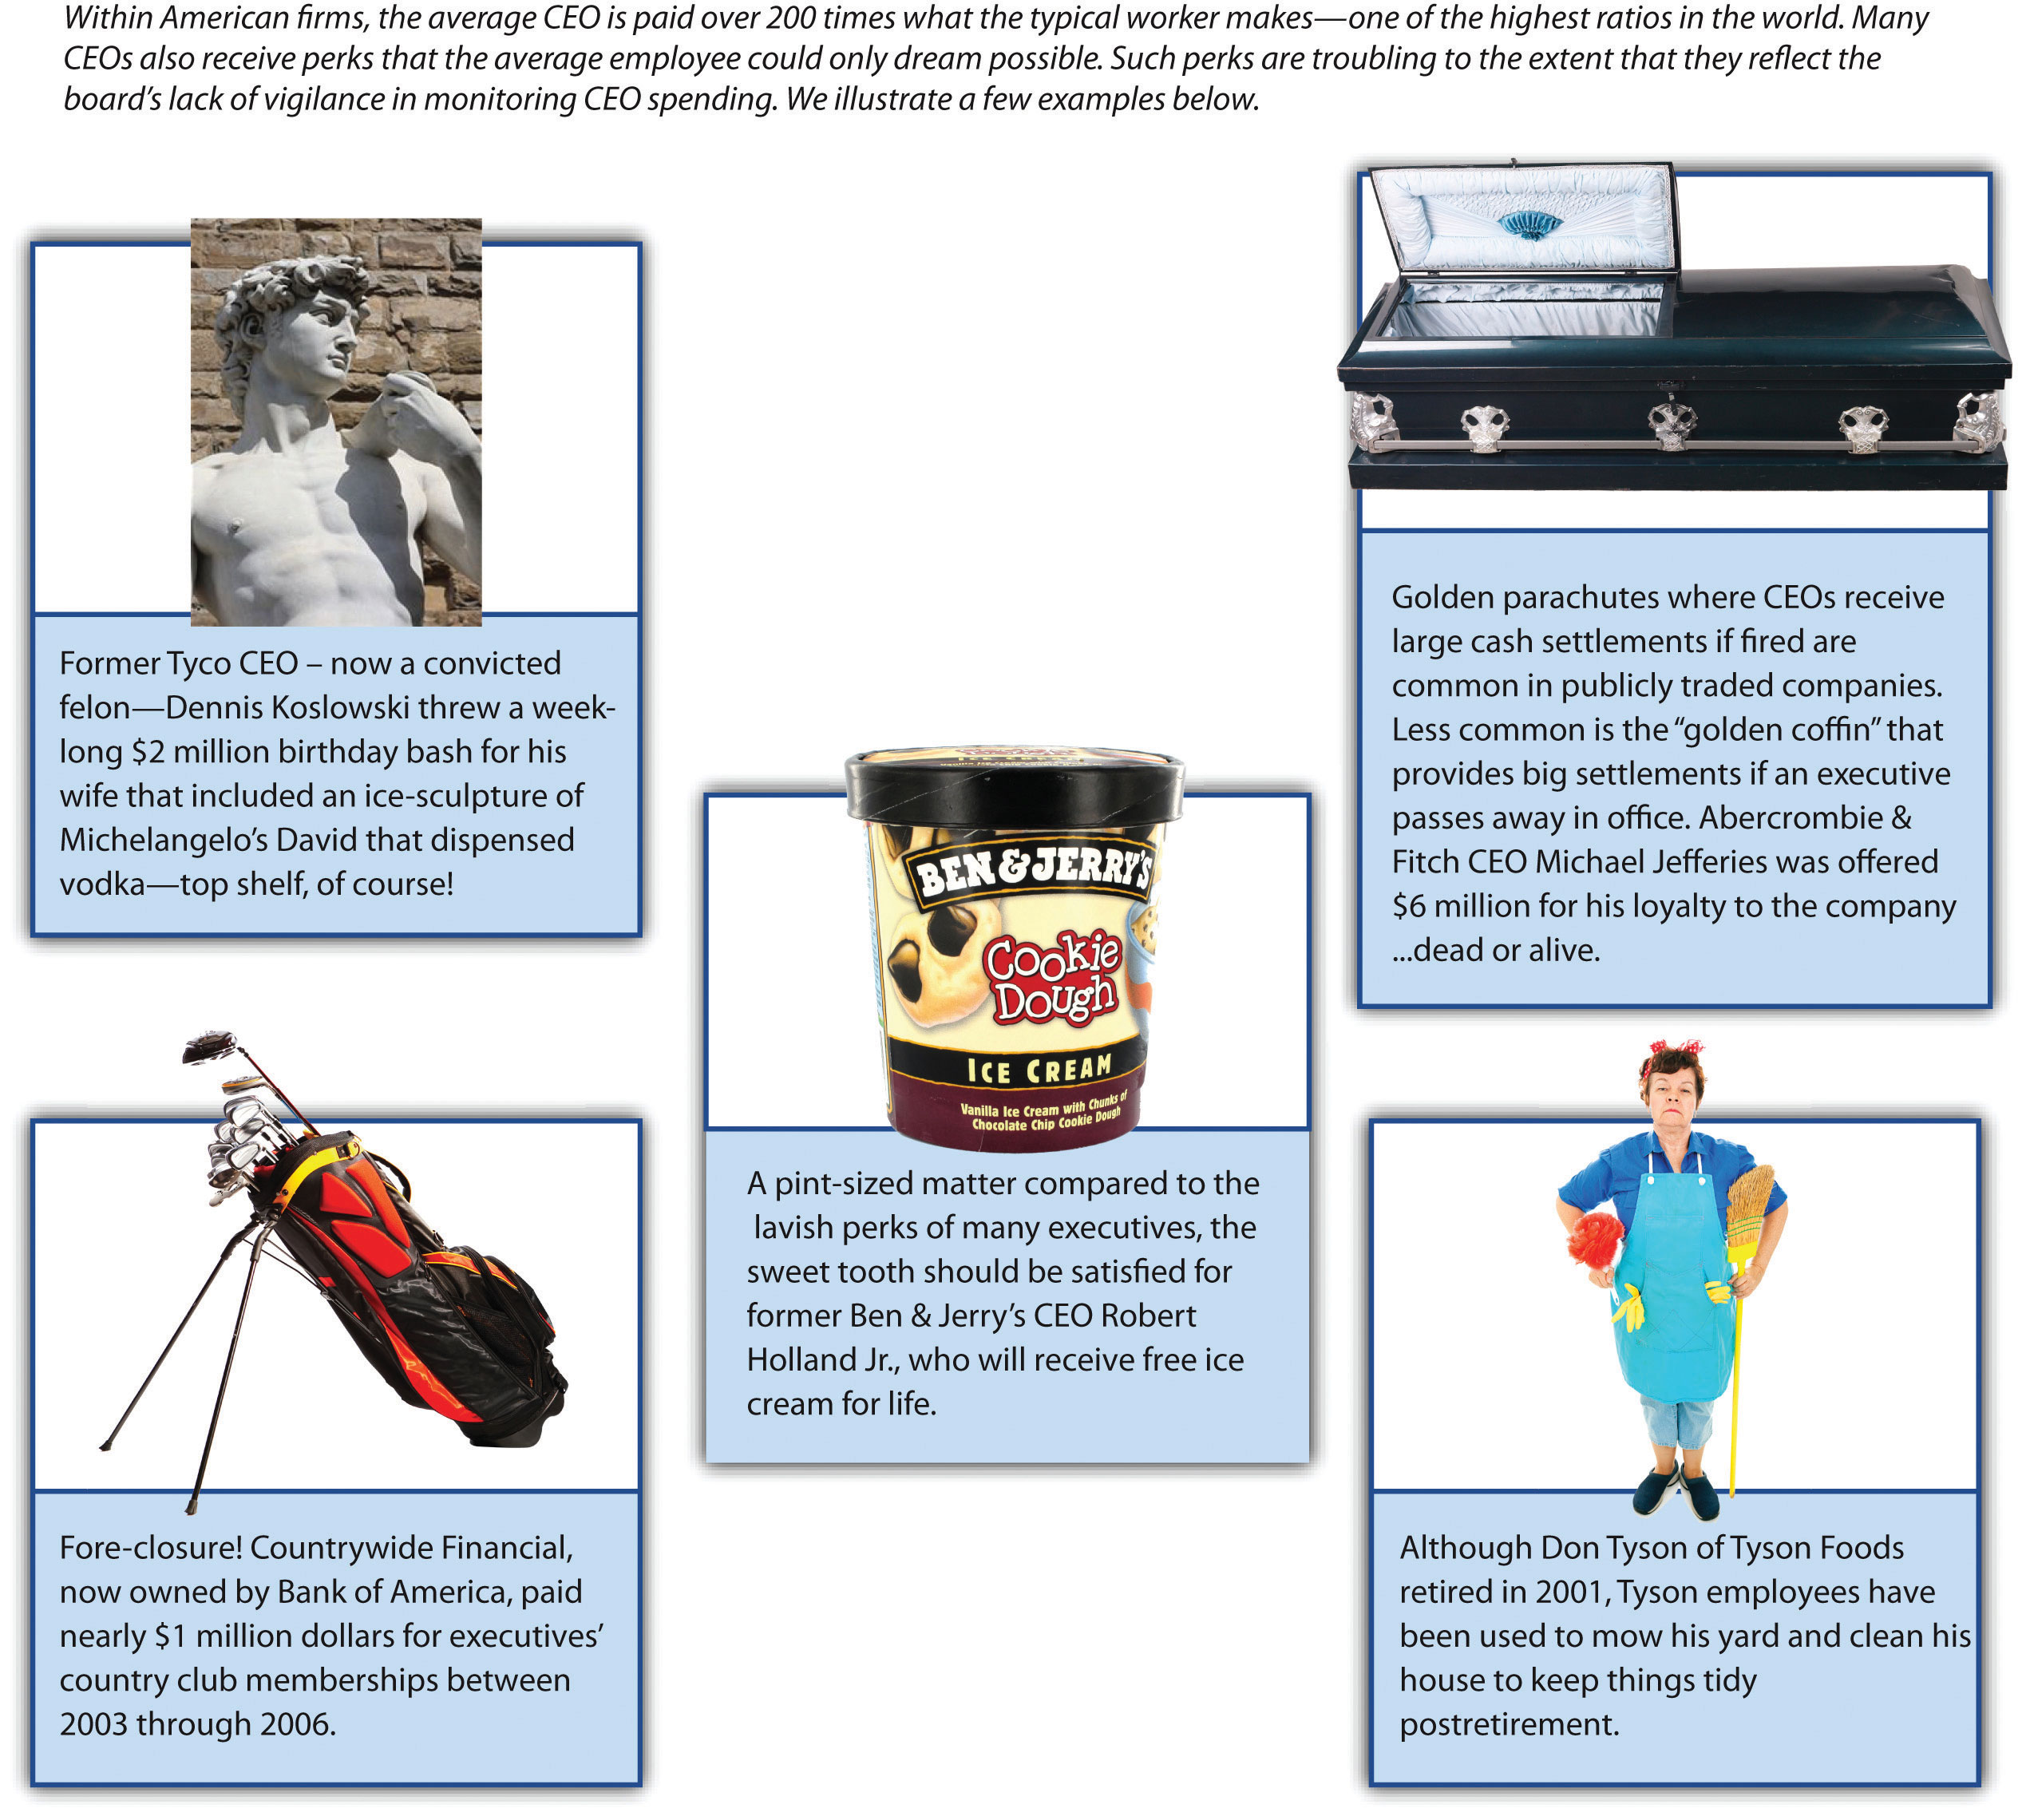 Within American firms, the average CEO is paid over 200 times what the typical worker makes—one of the highest ratios in the world. Many
CEOs also receive perks that the average employee could only dream possible. Such perks are troubling to the extent that they reflect the
board’s lack of vigilance in monitoring CEO spending. We illustrate a few examples below.
Former Tyco CEO – now a convicted
felon—Dennis Koslowski threw a week-
long $2 million birthday bash for his
wife that included an ice-sculpture of
Michelangelo’s David that dispensed
vodka—top shelf, of course!
Golden parachutes where CEOs receive
large cash settlements if fired are
common in publicly traded companies.
Less common is the “golden coffin” that
provides big settlements if an executive
passes away in office. Abercrombie &
Fitch CEO Michael Jefferies was offered
$6 million for his loyalty to the company
...dead or alive.
BEN & JERRY'S
Cookie
Dough
ICE CREAM
Vanilla Ice Cream with Chunks of
Chocolate Chip Cookie Dough
A pint-sized matter compared to the
lavish perks of many executives, the
sweet tooth should be satisfied for
former Ben & Jerry’s CEO Robert
Holland Jr., who will receive free ice
cream for life.
Fore-closure! Countrywide Financial,
now owned by Bank of America, paid
nearly $1 million dollars for executives’
country club memberships between
2003 through 2006.
Although Don Tyson of Tyson Foods
retired in 2001, Tyson employees have
been used to mow his yard and clean his
house to keep things tidy
postretirement.